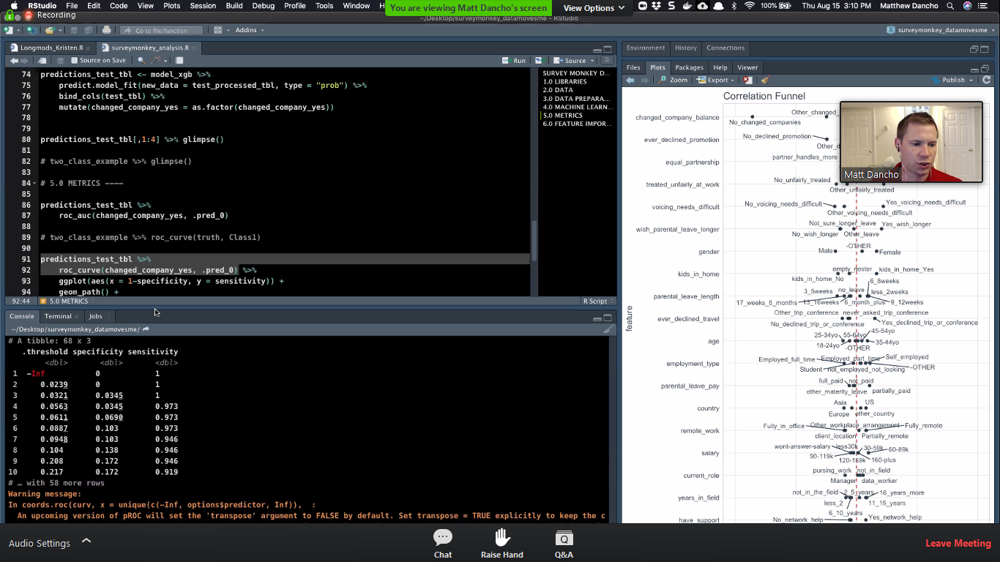 RStudio File Edit Code View Plots Session Build Debug Profile Tools Window Help
You are viewing Matt Dancho's screen
View Options
100% Thu Aug 15 3:10 PM Matthew Dancho
Recording
~/Desktop/surveymonkey_datamovesme - RStudio
Go to file/function
Addins
surveymonkey_datamovesme
Longmods_Kristen.R
surveymonkey_analysis.R
Source on Save
Run
Source
74 predictions_test_tbl <- model_xgb %>%
75 predict.model_fit(new_data = test_processed_tbl, type = "prob") %>%
76 bind_cols(test_tbl) %>%
77 mutate(changed_company_yes = as.factor(changed_company_yes))
78
79
80 predictions_test_tbl[,1:4] %>% glimpse()
81
82 # two_class_example %>% glimpse()
83
84 # 5.0 METRICS ----
85
86 predictions_test_tbl %>%
87 roc_auc(changed_company_yes, .pred_0)
88
89 # two_class_example %>% roc_curve(truth, Class1)
90
91 predictions_test_tbl %>%
92 roc_curve(changed_company_yes, .pred_0) %>%
93 ggplot(aes(x = 1-specificity, y = sensitivity)) +
94 geom_path() +
SURVEY MONKEY D...
1.0 LIBRARIES
2.0 DATA
3.0 DATA PREPARA...
4.0 MACHINE LEARN...
5.0 METRICS
6.0 FEATURE IMPOR...
92:44
5.0 METRICS
R Script
Console
Terminal
Jobs
~/Desktop/surveymonkey_datamovesme/
# A tibble: 68 x 3
.threshold specificity sensitivity
<dbl> <dbl> <dbl>
1 -Inf 0 1
2 0.0239 0 1
3 0.0321 0.0345 1
4 0.0563 0.0345 0.973
5 0.0611 0.0690 0.973
6 0.0887 0.103 0.973
7 0.0948 0.103 0.946
8 0.104 0.138 0.946
9 0.208 0.172 0.946
10 0.217 0.172 0.919
# … with 58 more rows
Warning message:
In coords.roc(curv, x = unique(c(-Inf, options$predictor, Inf)), :
An upcoming version of pROC will set the 'transpose' argument to FALSE by default. Set transpose = TRUE explicitly to keep the c
Environment
History
Connections
Files
Plots
Packages
Help
Viewer
Zoom
Export
Publish
Correlation Funnel
feature
changed_company_balance
Other_changed
No_changed_companies
ever_declined_promotion
No_declined_promotion
Other_d
equal_partnership
partner_handles_more
treated_unfairly_at_work
No_unfairly_treated
Other_unfairly_treated
voicing_needs_difficult
No_voicing_needs_difficult
Yes_voicing_needs_difficult
Other_voicing_needs_difficult
wish_parental_leave_longer
Not_sure_longer_leave
Yes_wish_longer
No_wish_longer
Other_leave
gender
-OTHER
Male
Female
kids_in_home
empty_nester
kids_in_home_Yes
kids_in_home_No
parental_leave_length
6_8weeks
3_5weeks
no_leave
less_2weeks
17_weeks_6_months
13_16weeks
6_month_plus
9_12weeks
ever_declined_travel
Other_trip_conference
never_asked_trip_conference
No_declined_trip_or_conference
Yes_declined_trip_or_conference
age
45-54yo
25-34yo
55-64yo
18-24yo
-OTHER
35-44yo
employment_type
Employed_full_time
Employed_part_time
Self_employed
Student
not_employed_not_looking
-OTHER
parental_leave_pay
full_paid
not_paid
other_materity_leave
partially_paid
country
Asia
US
Europe
other_country
remote_work
Fully_in_office
Other_workplace_arrangement
Fully_remote
client_location
Partially_remote
salary
wont-answer-salary
less30k
30-59k
60-89k
90-119k
120-159k
160-plus
current_role
pursing_work
not_in_field
Manager
data_worker
years_in_field
not_in_the_field
2_5_years
16_years_more
less_2
11_15_years
6_10_years
have_support
No_network_help
Yes_network_help
Matt Dancho
Audio Settings
Chat
Raise Hand
Q&A
Leave Meeting